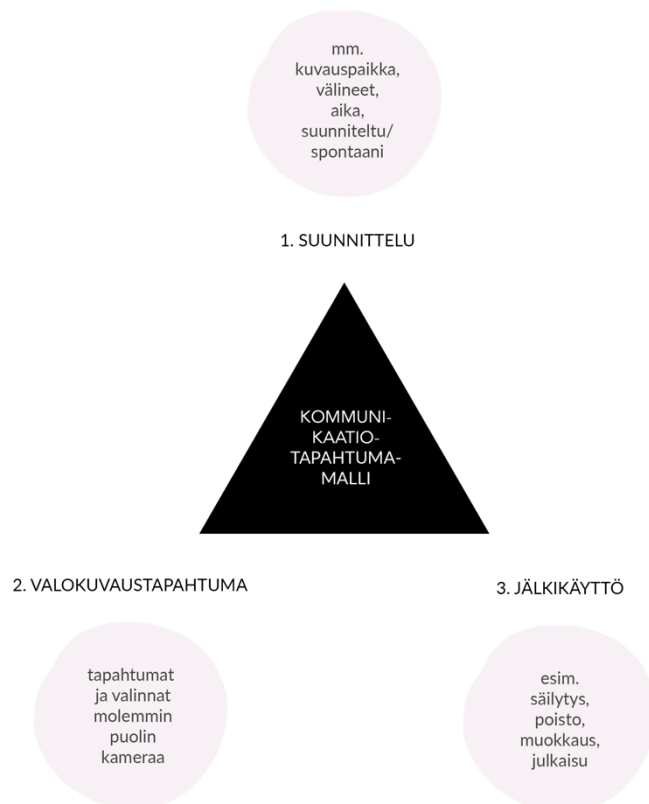 mm.
kuvauspaikka,
välineet,
aika,
suunniteltu/
spontaani
1. SUUNNITTELU
KOMMUNI-
KAATIO-
TAPAHTUMA-
MALLI
2. VALOKUVAUSTAPAHTUMA
tapahtumat
ja valinnat
molemmin
puolin
kameraa
3. JÄLKIKÄYTTÖ
esim.
säilytys,
poisto,
muokkaus,
julkaisu